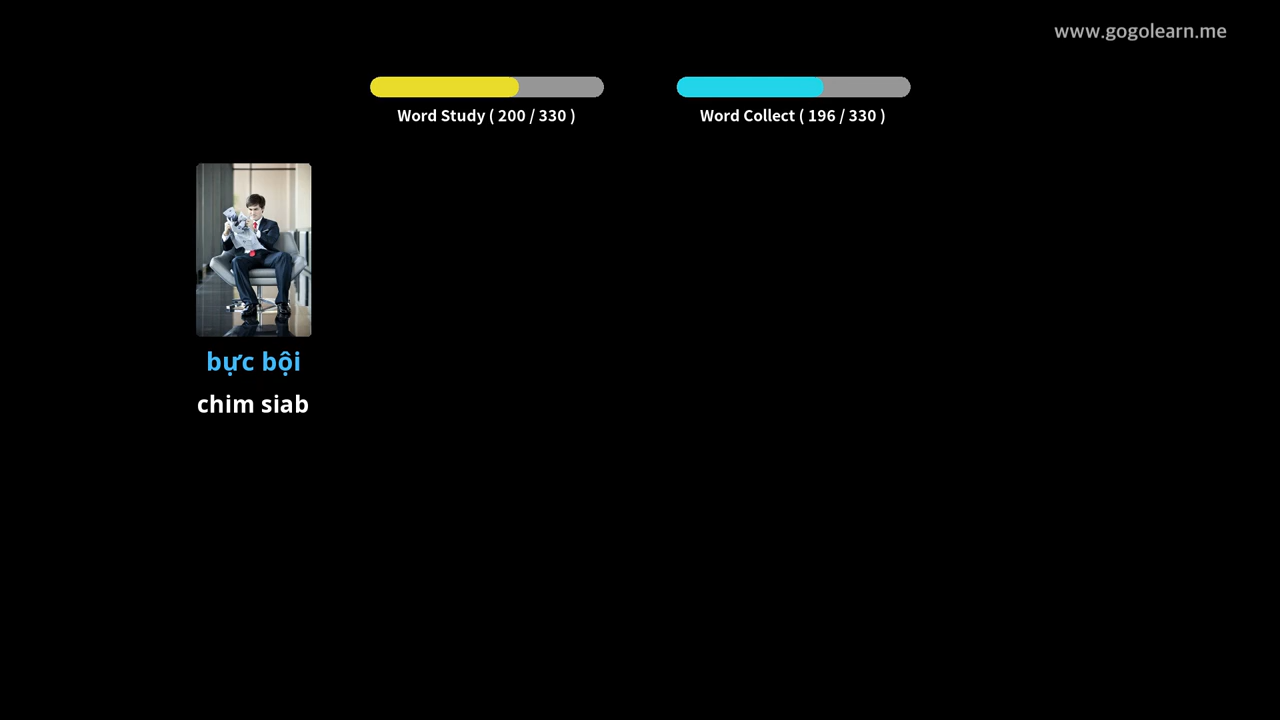 www.gogolearn.me
Word Study ( 200 / 330 )
Word Collect ( 196 / 330 )
bực bội
chim siab